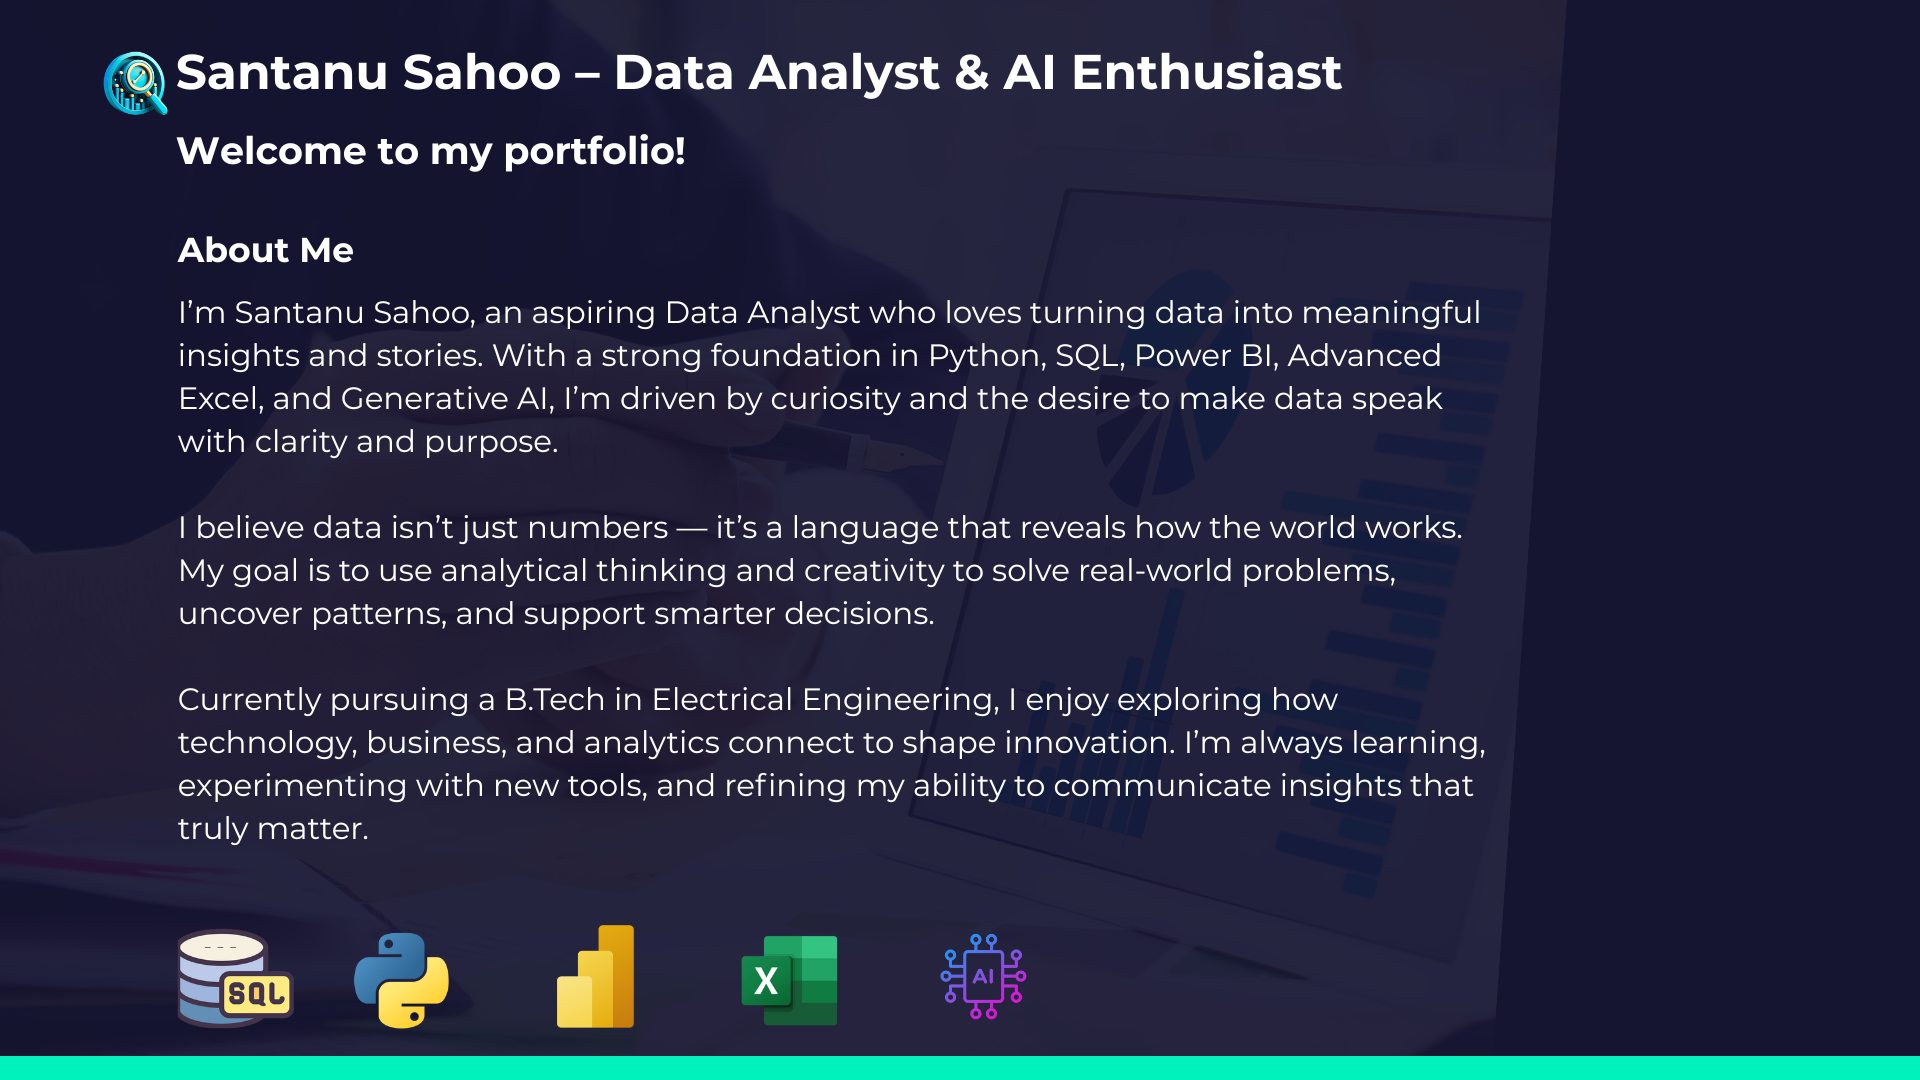 Santanu Sahoo – Data Analyst & AI Enthusiast
Welcome to my portfolio!
About Me
I’m Santanu Sahoo, an aspiring Data Analyst who loves turning data into meaningful
insights and stories. With a strong foundation in Python, SQL, Power BI, Advanced
Excel, and Generative AI, I’m driven by curiosity and the desire to make data speak
with clarity and purpose.
I believe data isn’t just numbers — it’s a language that reveals how the world works.
My goal is to use analytical thinking and creativity to solve real-world problems,
uncover patterns, and support smarter decisions.
Currently pursuing a B.Tech in Electrical Engineering, I enjoy exploring how
technology, business, and analytics connect to shape innovation. I’m always learning,
experimenting with new tools, and refining my ability to communicate insights that
truly matter.
SQL
X
AI